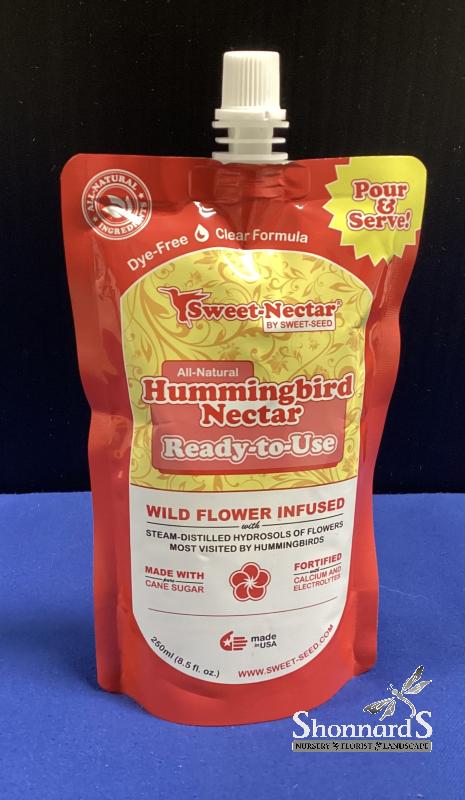 ALL-NATURAL
INGREDIENTS
Pour
&
Serve!
Dye-Free Clear Formula
Sweet-Nectar®
BY SWEET-SEED
All-Natural
Hummingbird
Nectar
Ready-to-Use
WILD FLOWER INFUSED
with
STEAM-DISTILLED HYDROSOLS OF FLOWERS
MOST VISITED BY HUMMINGBIRDS
MADE WITH
pure
CANE SUGAR
FORTIFIED
with
CALCIUM AND
ELECTROLYTES
made
in USA
250ml (8.5 fl. oz.)
WWW.SWEET-SEED.COM
Shonnard's
NURSERY FLORIST LANDSCAPE